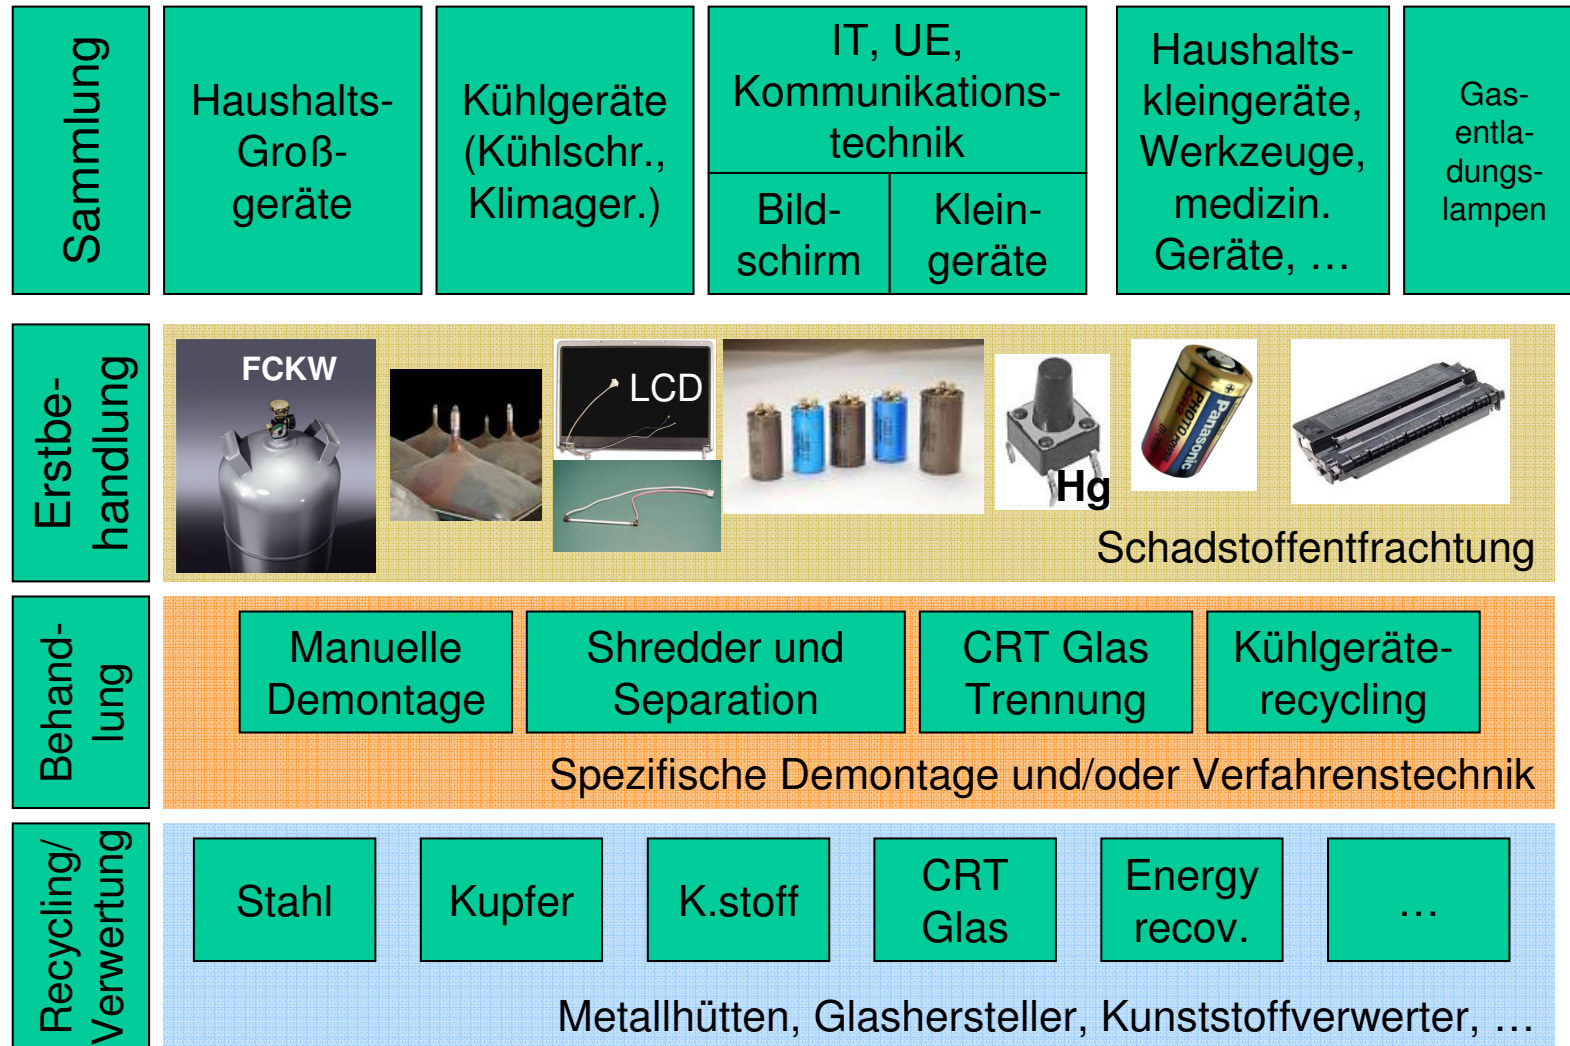 Sammlung
Haushalts-
Groß-
geräte
Kühlgeräte
(Kühlschr.,
Klimager.)
IT, UE,
Kommunikations-
technik
Bild-
schirm
Klein-
geräte
Haushalts-
kleingeräte,
Werkzeuge,
medizin.
Geräte, …
Gas-
entla-
dungs-
lampen
Erstbe-
handlung
FCKW
LCD
Hg
PHOTO POWER
Panasonic
Schadstoffentfrachtung
Behand-
lung
Manuelle
Demontage
Shredder und
Separation
CRT Glas
Trennung
Kühlgeräte-
recycling
Spezifische Demontage und/oder Verfahrenstechnik
Recycling/
Verwertung
Stahl
Kupfer
K.stoff
CRT
Glas
Energy
recov.
…
Metallhütten, Glashersteller, Kunststoffverwerter, …